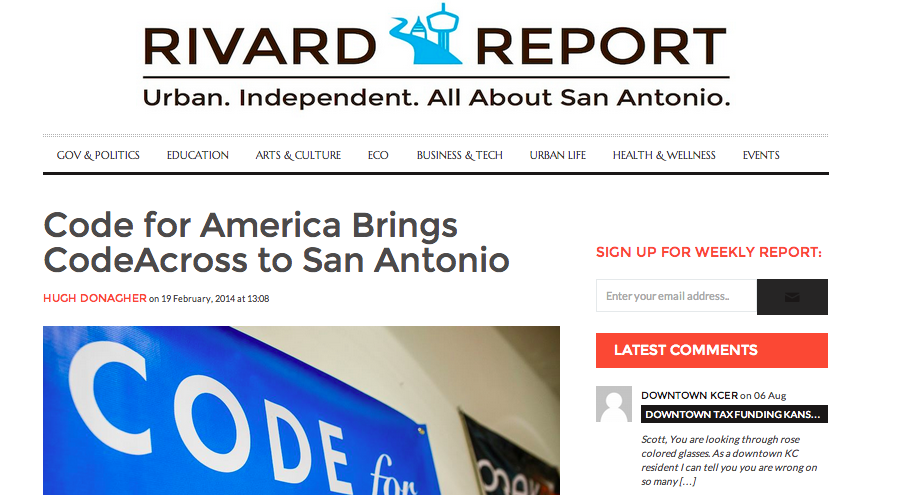 RIVARD REPORT
Urban. Independent. All About San Antonio.
GOV & POLITICS EDUCATION ARTS & CULTURE ECO BUSINESS & TECH URBAN LIFE HEALTH & WELLNESS EVENTS
Code for America Brings
CodeAcross to San Antonio
HUGH DONAGHER on 19 February, 2014 at 13:08
CODE for
SIGN UP FOR WEEKLY REPORT:
Enter your email address..
LATEST COMMENTS
DOWNTOWN KCER on 06 Aug
DOWNTOWN TAX FUNDING KANS...
Scott, You are looking through rose
colored glasses. As a downtown KC
resident I can tell you you are wrong on
so many [...]